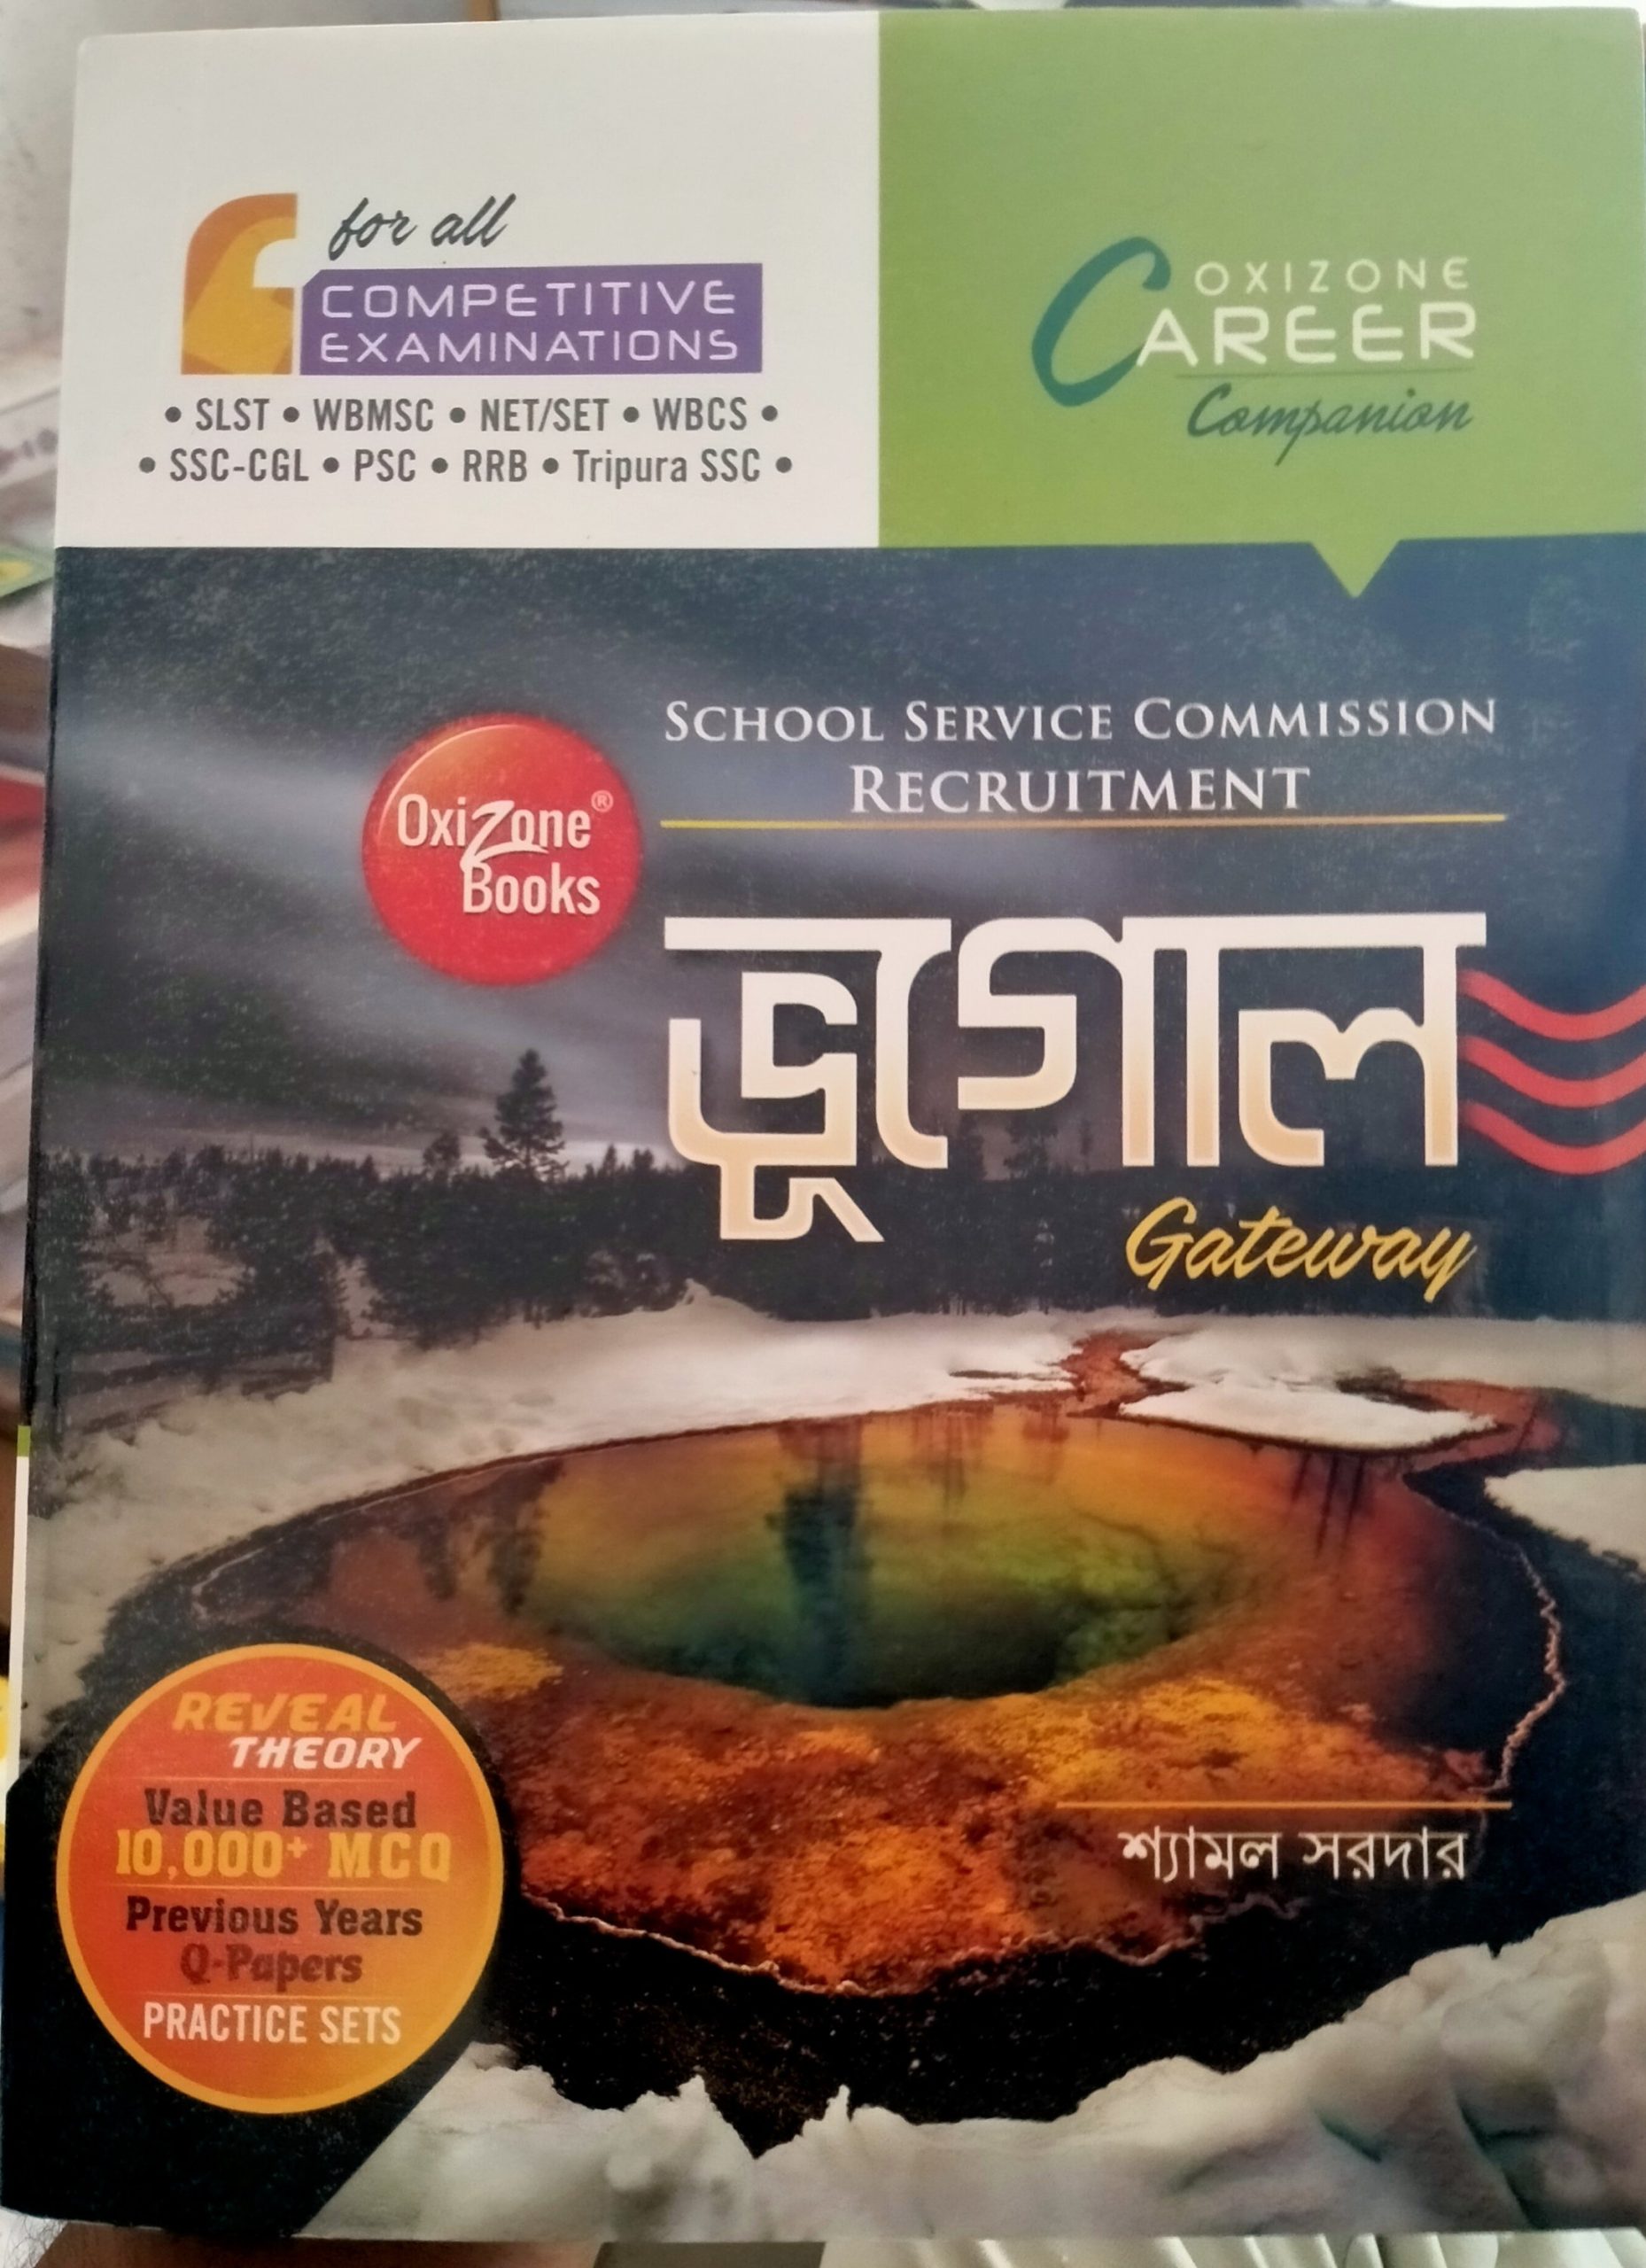 for all
COMPETITIVE
EXAMINATIONS
• SLST • WBMSC • NET/SET • WBCS •
• SSC-CGL • PSC • RRB • Tripura SSC •
OXIZONE
CAREER
Companion
SCHOOL SERVICE COMMISSION
RECRUITMENT
OxiZone®
Books
ভূগোল
Gateway
REVEAL
THEORY
Value Based
10,000+ MCQ
Previous Years
Q-Papers
PRACTICE SETS
শ্যামল সরদার